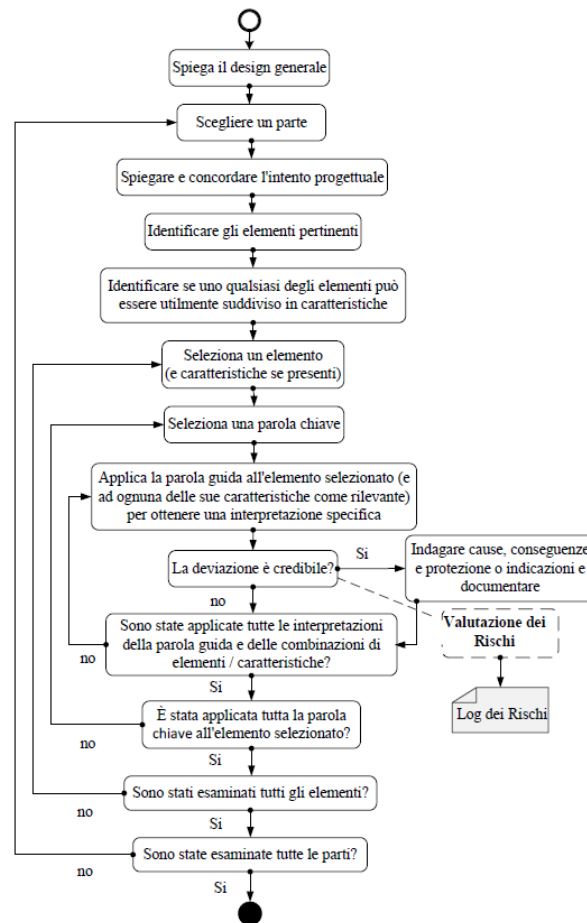 Spiega il design generale
Scegliere un parte
Spiegare e concordare l'intento progettuale
Identificare gli elementi pertinenti
Identificare se uno qualsiasi degli elementi può
essere utilmente suddiviso in caratteristiche
Seleziona un elemento
(e caratteristiche se presenti)
Seleziona una parola chiave
Applica la parola guida all'elemento selezionato (e
ad ognuna delle sue caratteristiche come rilevante)
per ottenere una interpretazione specifica
La deviazione è credibile?
Si
Indagare cause, conseguenze
e protezione o indicazioni e
documentare
no
Valutazione dei
Rischi
Log dei Rischi
Sono state applicate tutte le interpretazioni
della parola guida e delle combinazioni di
elementi / caratteristiche?
no
Si
È stata applicata tutta la parola
chiave all'elemento selezionato?
no
Si
Sono stati esaminati tutti gli elementi?
no
Si
Sono state esaminate tutte le parti?
no
Si